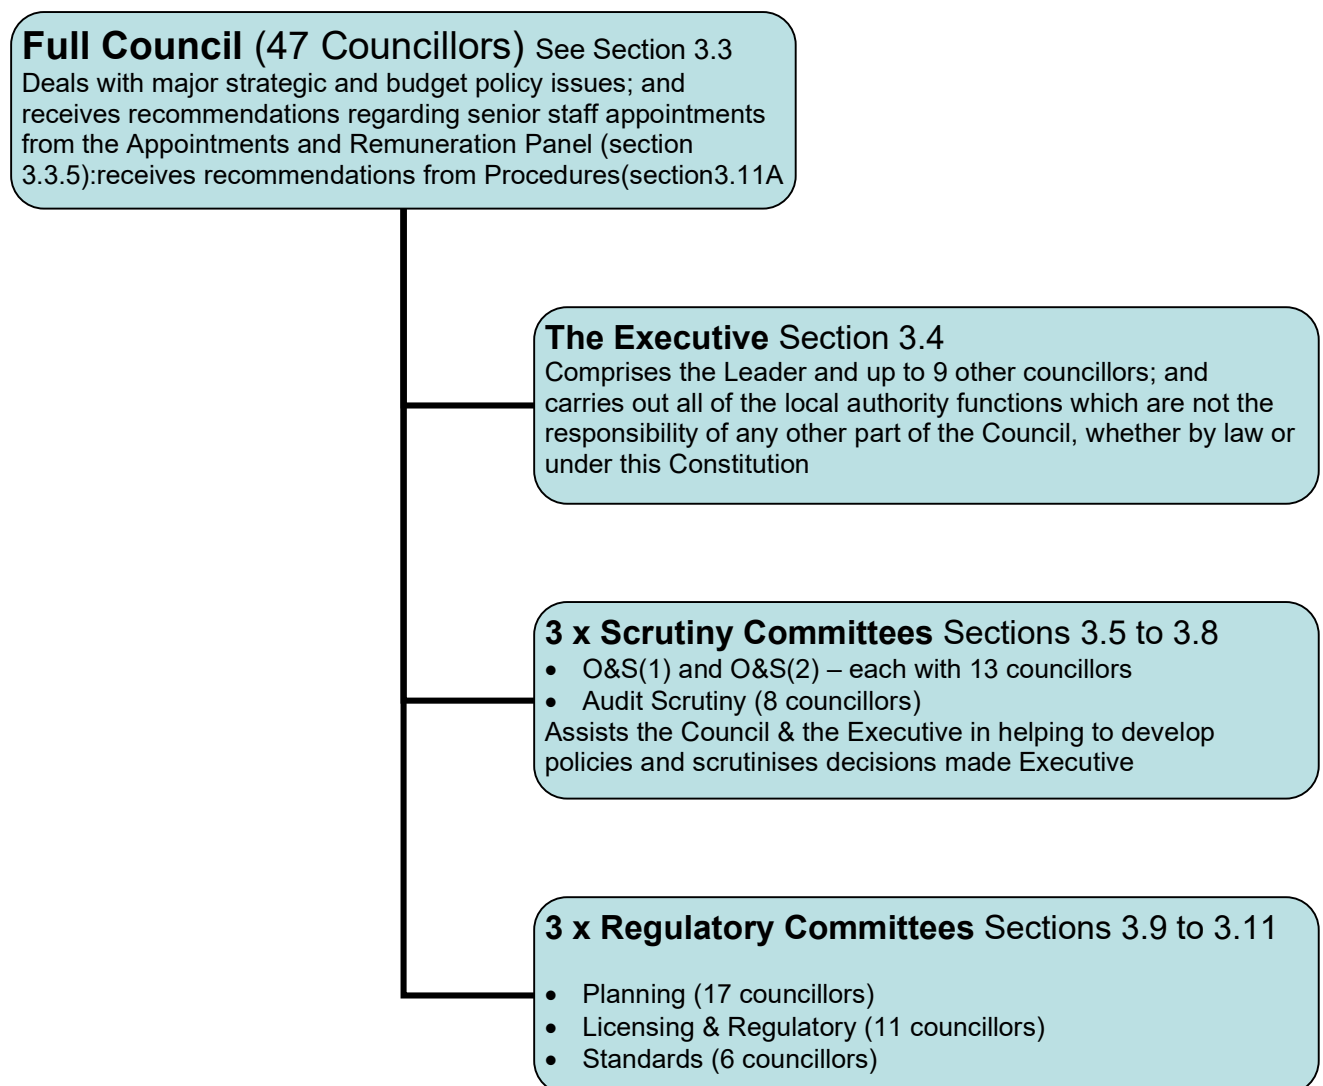 Full Council (47 Councillors) See Section 3.3
Deals with major strategic and budget policy issues; and
receives recommendations regarding senior staff appointments
from the Appointments and Remuneration Panel (section
3.3.5):receives recommendations from Procedures(section3.11A
The Executive Section 3.4
Comprises the Leader and up to 9 other councillors; and
carries out all of the local authority functions which are not the
responsibility of any other part of the Council, whether by law or
under this Constitution
3 x Scrutiny Committees Sections 3.5 to 3.8
• O&S(1) and O&S(2) – each with 13 councillors
• Audit Scrutiny (8 councillors)
Assists the Council & the Executive in helping to develop
policies and scrutinises decisions made Executive
3 x Regulatory Committees Sections 3.9 to 3.11
• Planning (17 councillors)
• Licensing & Regulatory (11 councillors)
• Standards (6 councillors)